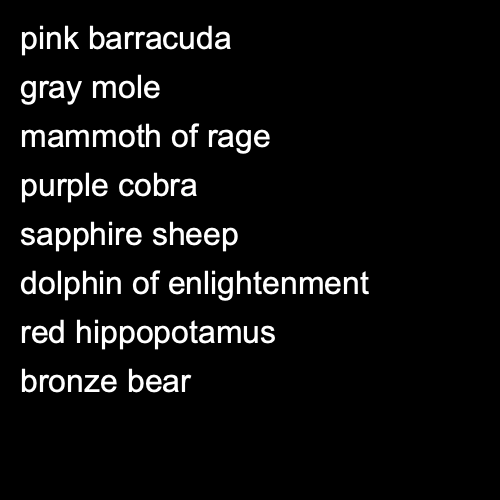 pink barracuda
gray mole
mammoth of rage
purple cobra
sapphire sheep
dolphin of enlightenment
red hippopotamus
bronze bear